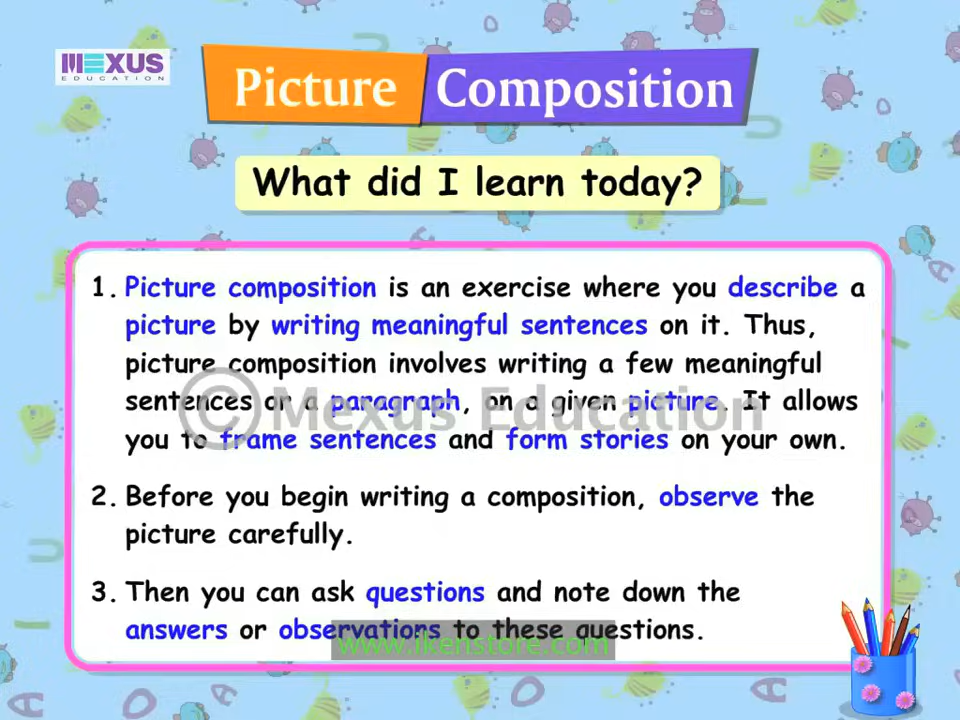 MEXUS
EDUCATION
Picture Composition
What did I learn today?
1. Picture composition is an exercise where you describe a
picture by writing meaningful sentences on it. Thus,
picture composition involves writing a few meaningful
sentences or a paragraph, on a given picture. It allows
© Mexus Education
you to frame sentences and form stories on your own.
2. Before you begin writing a composition, observe the
picture carefully.
3. Then you can ask questions and note down the
answers or observations to these questions.
www.ikenstore.com